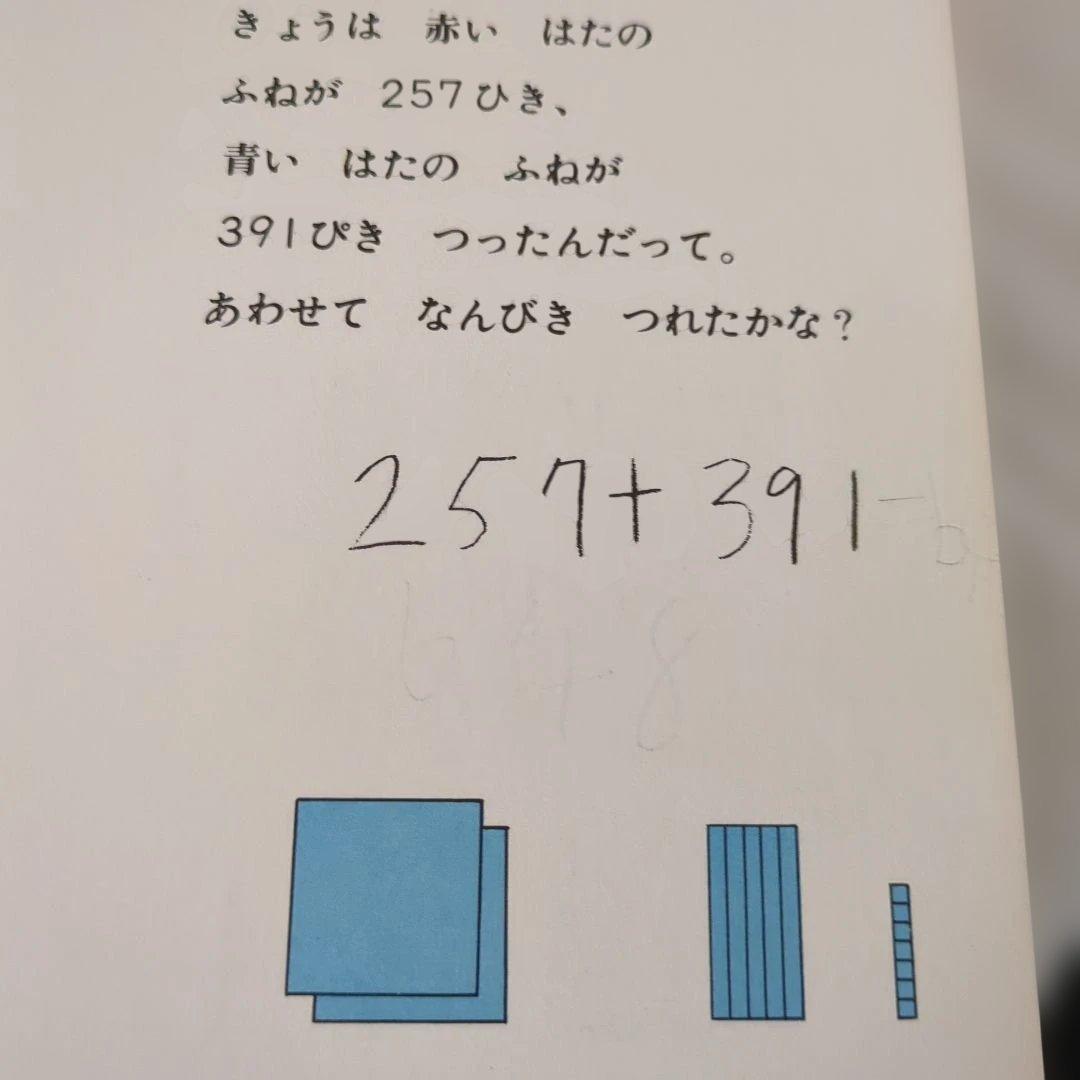 きょうは 赤い はたの
ふねが 257ひき、
青い はたの ふねが
391ぴき つったんだって。
あわせて なんびき つれたかな?
257+391
648